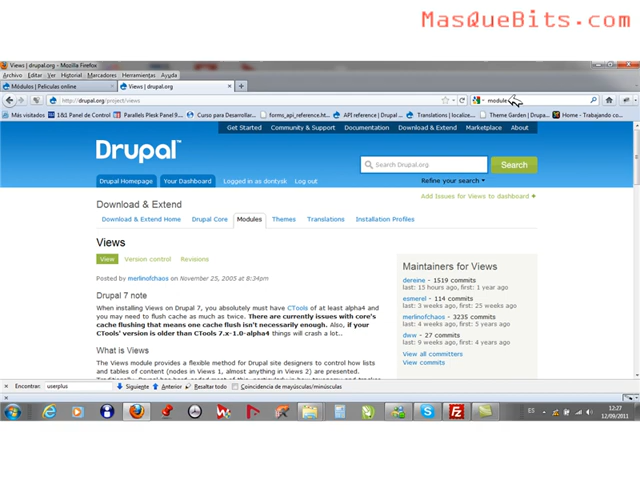 MasQueBits.com
Views | drupal.org - Mozilla Firefox
Archivo Editar Ver Historial Marcadores Herramientas Ayuda
Módulos | Películas online
Views | drupal.org
http://drupal.org/project/views
module
Más visitados 1&1 Panel de Control Parallels Plesk Panel 9... Curso para Desarrollar... forms_api_reference.ht... API reference | Drupal ... Translations | localize... Theme Garden | Drupa... Home - Trabajando co...
Get Started Community & Support Documentation Download & Extend Marketplace About
Drupal™
Search Drupal.org
Search
Drupal Homepage Your Dashboard Logged in as dontvsk Log out
Refine your search
Add Issues for Views to dashboard
Download & Extend
Download & Extend Home Drupal Core Modules Themes Translations Installation Profiles
Views
View Version control Revisions
Posted by merlinofchaos on November 25, 2005 at 8:34pm
Drupal 7 note
When installing Views on Drupal 7, you absolutely must have CTools of at least alpha4 and
you may need to flush cache as much as twice. There are currently issues with core's
cache flushing that means one cache flush isn't necessarily enough. Also, if your
CTools' version is older than CTools 7.x-1.0-alpha4 things will crash a lot..
What is Views
The Views module provides a flexible method for Drupal site designers to control how lists
and tables of content (nodes in Views 1, almost anything in Views 2) are presented.
Maintainers for Views
dereine - 1519 commits
last: 15 hours ago, first: 1 year ago
esmerel - 114 commits
last: 3 weeks ago, first: 25 weeks ago
merlinofchaos - 3235 commits
last: 4 weeks ago, first: 5 years ago
dww - 27 commits
last: 9 weeks ago, first: 4 years ago
View all committers
View commits
Encontrar: userplus Siguiente Anterior Resaltar todo Coincidencia de mayúsculas/minúsculas
ES
12:27
12/09/2011